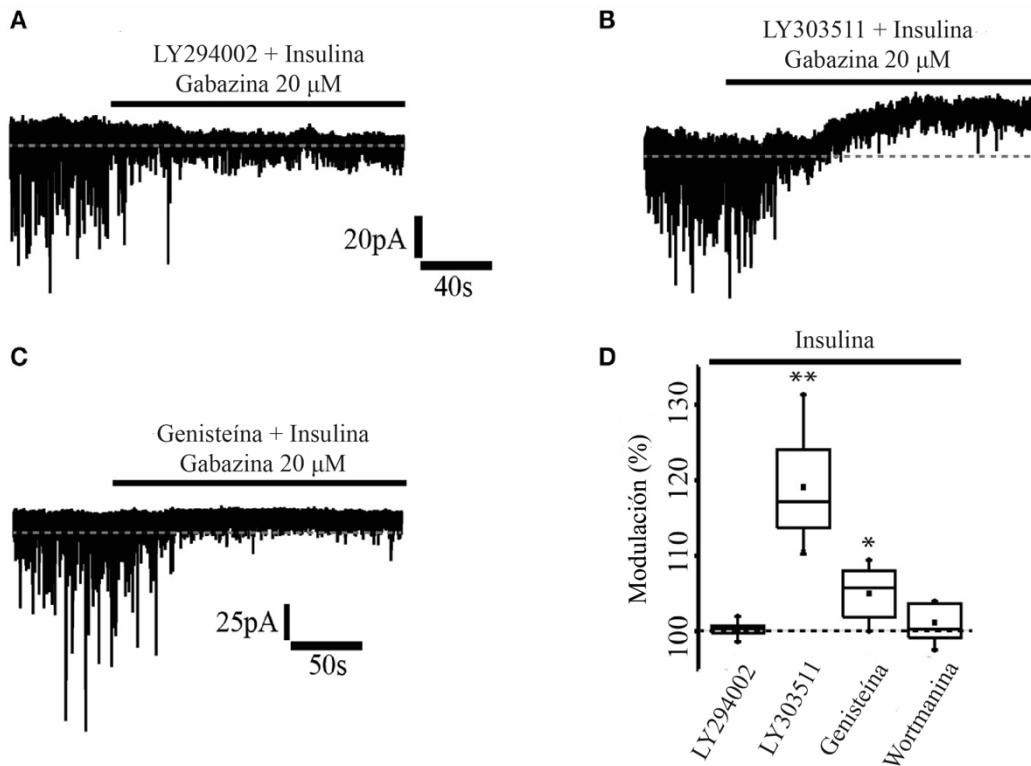 A
LY294002 + Insulina
Gabazina 20 μM
20pA
40s
B
LY303511 + Insulina
Gabazina 20 μM
C
Genisteína + Insulina
Gabazina 20 μM
25pA
50s
D
Insulina
**
*
Modulación (%)
130
120
110
100
LY294002
LY303511
Genisteína
Wortmanina